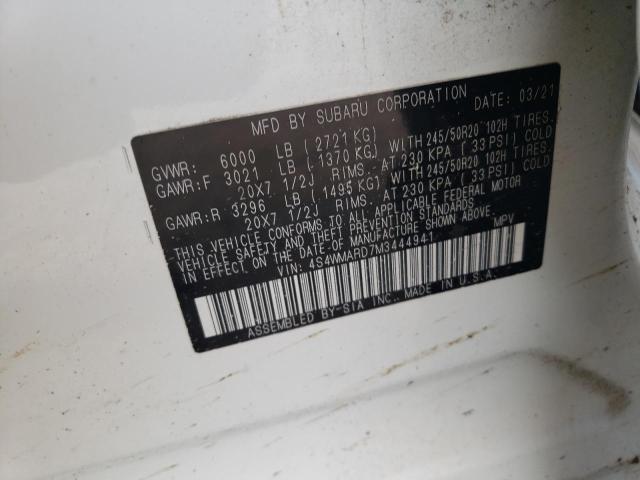 MFD BY SUBARU CORPORATION DATE: 03/21
GVWR: 6000 LB ( 2721 KG)
GAWR:F 3021 LB ( 1370 KG) WITH 245/50R20 102H TIRES.
20X7 1/2J RIMS. AT 230 KPA ( 33 PSI) COLD
GAWR:R 3296 LB ( 1495 KG) WITH 245/50R20 102H TIRES.
20X7 1/2J RIMS. AT 230 KPA ( 33 PSI) COLD
THIS VEHICLE CONFORMS TO ALL APPLICABLE FEDERAL MOTOR
VEHICLE SAFETY AND THEFT PREVENTION STANDARDS
IN EFFECT ON THE DATE OF MANUFACTURE SHOWN ABOVE.
VIN: 4S4WMARD7M3444941 MPV
ASSEMBLED BY-SIA INC., MADE IN U.S.A.